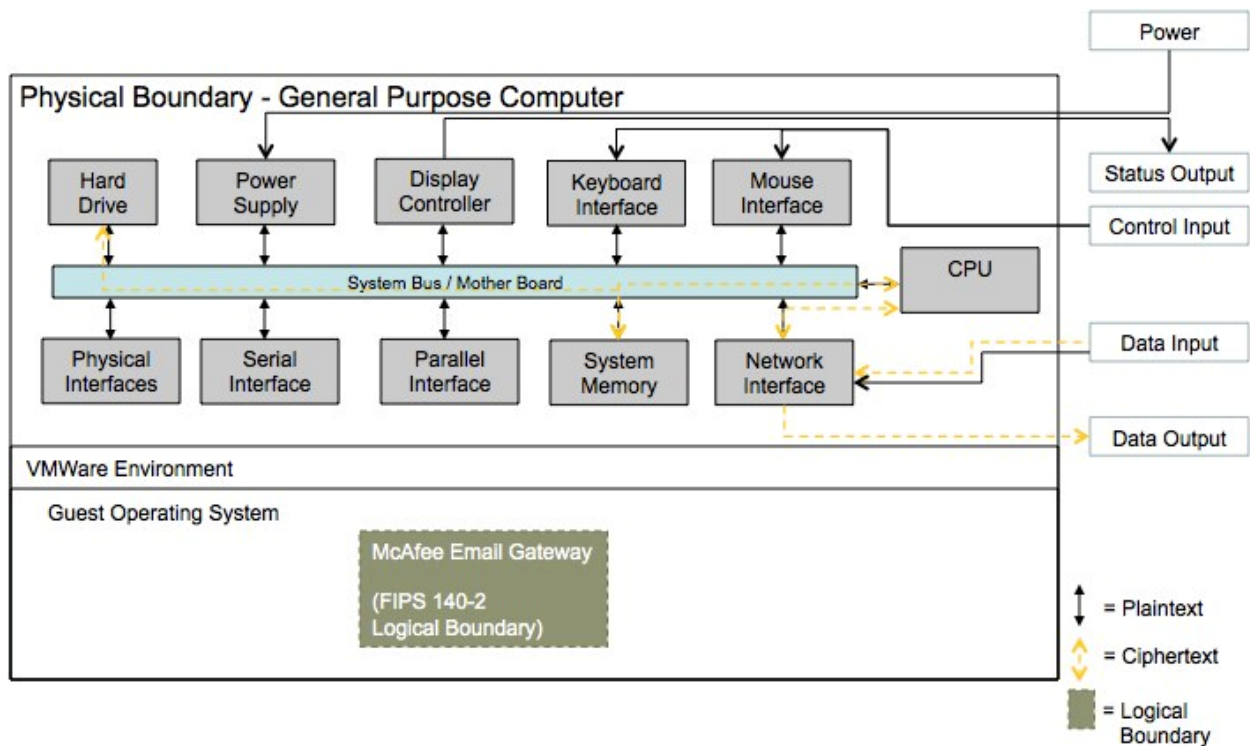 Power
Physical Boundary - General Purpose Computer
Hard
Drive
Power
Supply
Display
Controller
Keyboard
Interface
Mouse
Interface
Status Output
Control Input
System Bus / Mother Board
CPU
Physical
Interfaces
Serial
Interface
Parallel
Interface
System
Memory
Network
Interface
Data Input
Data Output
VMWare Environment
Guest Operating System
McAfee Email Gateway
(FIPS 140-2
Logical Boundary)
= Plaintext
= Ciphertext
= Logical
Boundary